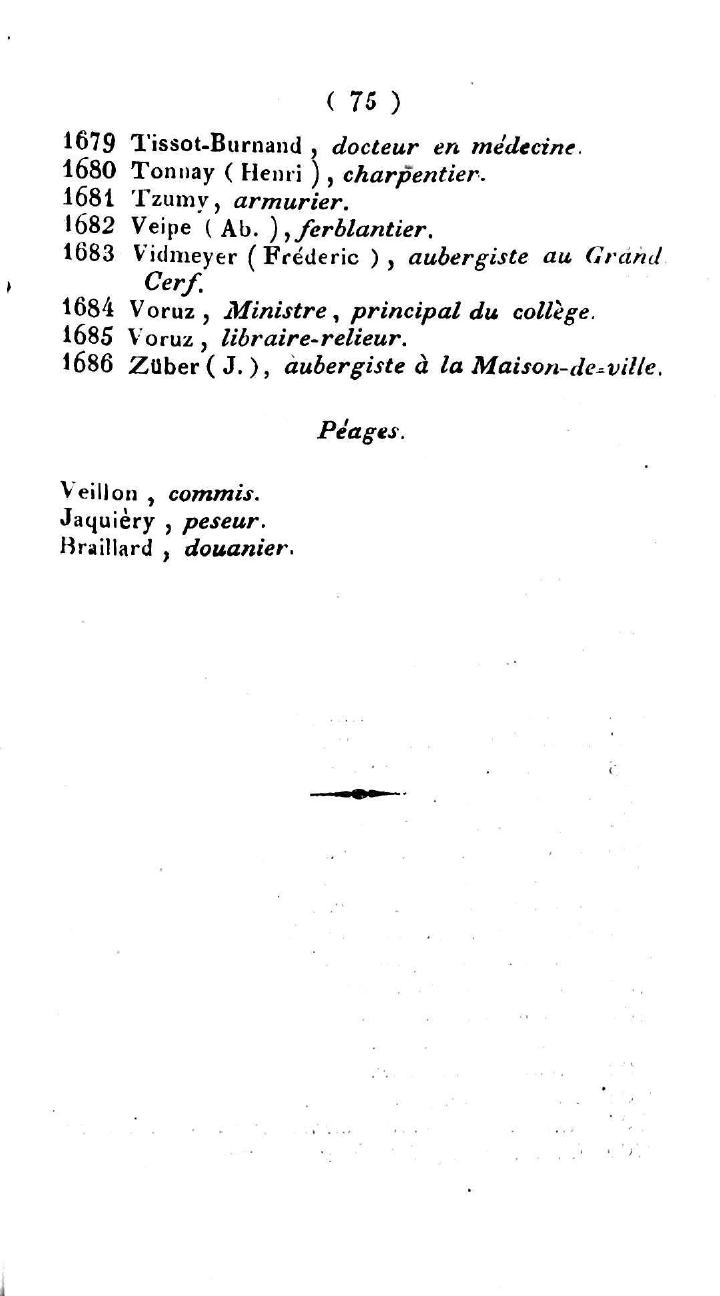 ( 75 )
1679 Tissot-Burnand , docteur en médecine.
1680 Tonnay ( Henri ) , charpentier.
1681 Tzumy , armurier.
1682 Veipe ( Ab. ) , ferblantier.
1683 Vidmeyer ( Fréderic ) , aubergiste au Grand
Cerf.
1684 Voruz , Ministre , principal du collège.
1685 Voruz , libraire-relieur.
1686 Züber ( J. ) , aubergiste à la Maison-de-ville.
Péages.
Veillon , commis.
Jaquièry , peseur.
Braillard , douanier.